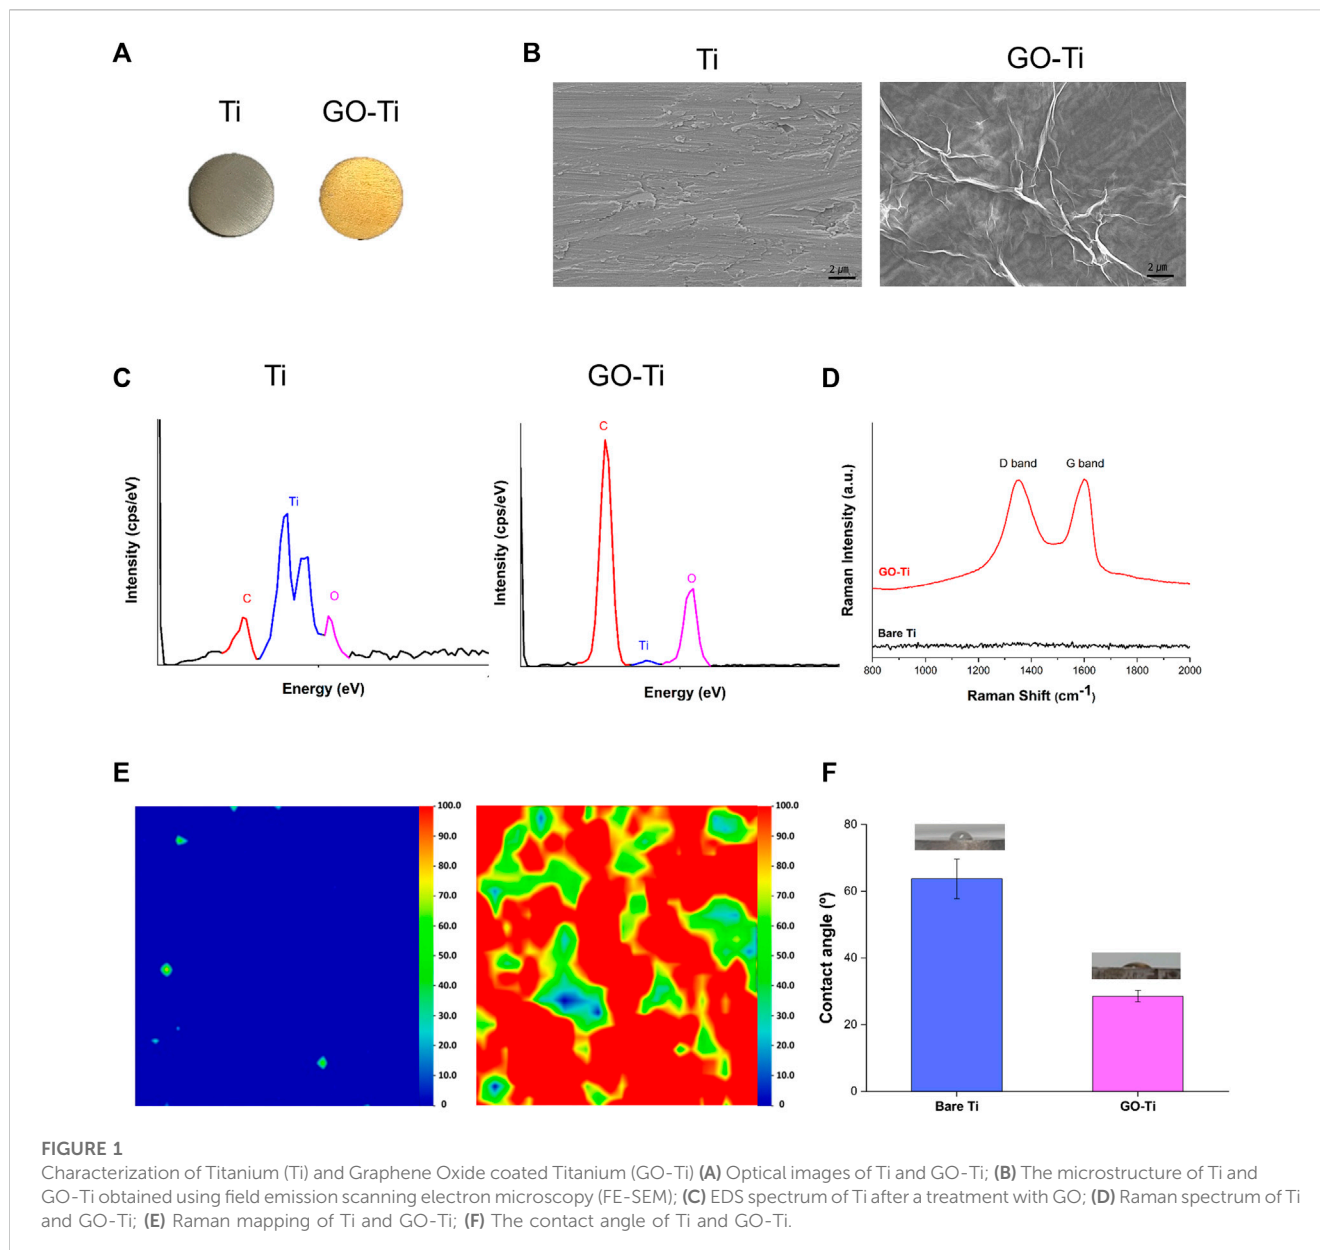 A
Ti
GO-Ti
B
Ti
GO-Ti
2 μm
2 μm
C
Ti
GO-Ti
D
Intensity (cps/eV)
C
Ti
O
Energy (eV)
Intensity (cps/eV)
C
Ti
O
Energy (eV)
Raman Intensity (a.u.)
D band
G band
GO-Ti
Bare Ti
800
1000
1200
1400
1600
1800
2000
Raman Shift (cm-1)
E
100.0
90.0
80.0
70.0
60.0
50.0
40.0
30.0
20.0
10.0
0
100.0
90.0
80.0
70.0
60.0
50.0
40.0
30.0
20.0
10.0
0
F
Contact angle (º)
80
60
40
20
0
Bare Ti
GO-Ti
FIGURE 1
Characterization of Titanium (Ti) and Graphene Oxide coated Titanium (GO-Ti) (A) Optical images of Ti and GO-Ti; (B) The microstructure of Ti and
GO-Ti obtained using field emission scanning electron microscopy (FE-SEM); (C) EDS spectrum of Ti after a treatment with GO; (D) Raman spectrum of Ti
and GO-Ti; (E) Raman mapping of Ti and GO-Ti; (F) The contact angle of Ti and GO-Ti.